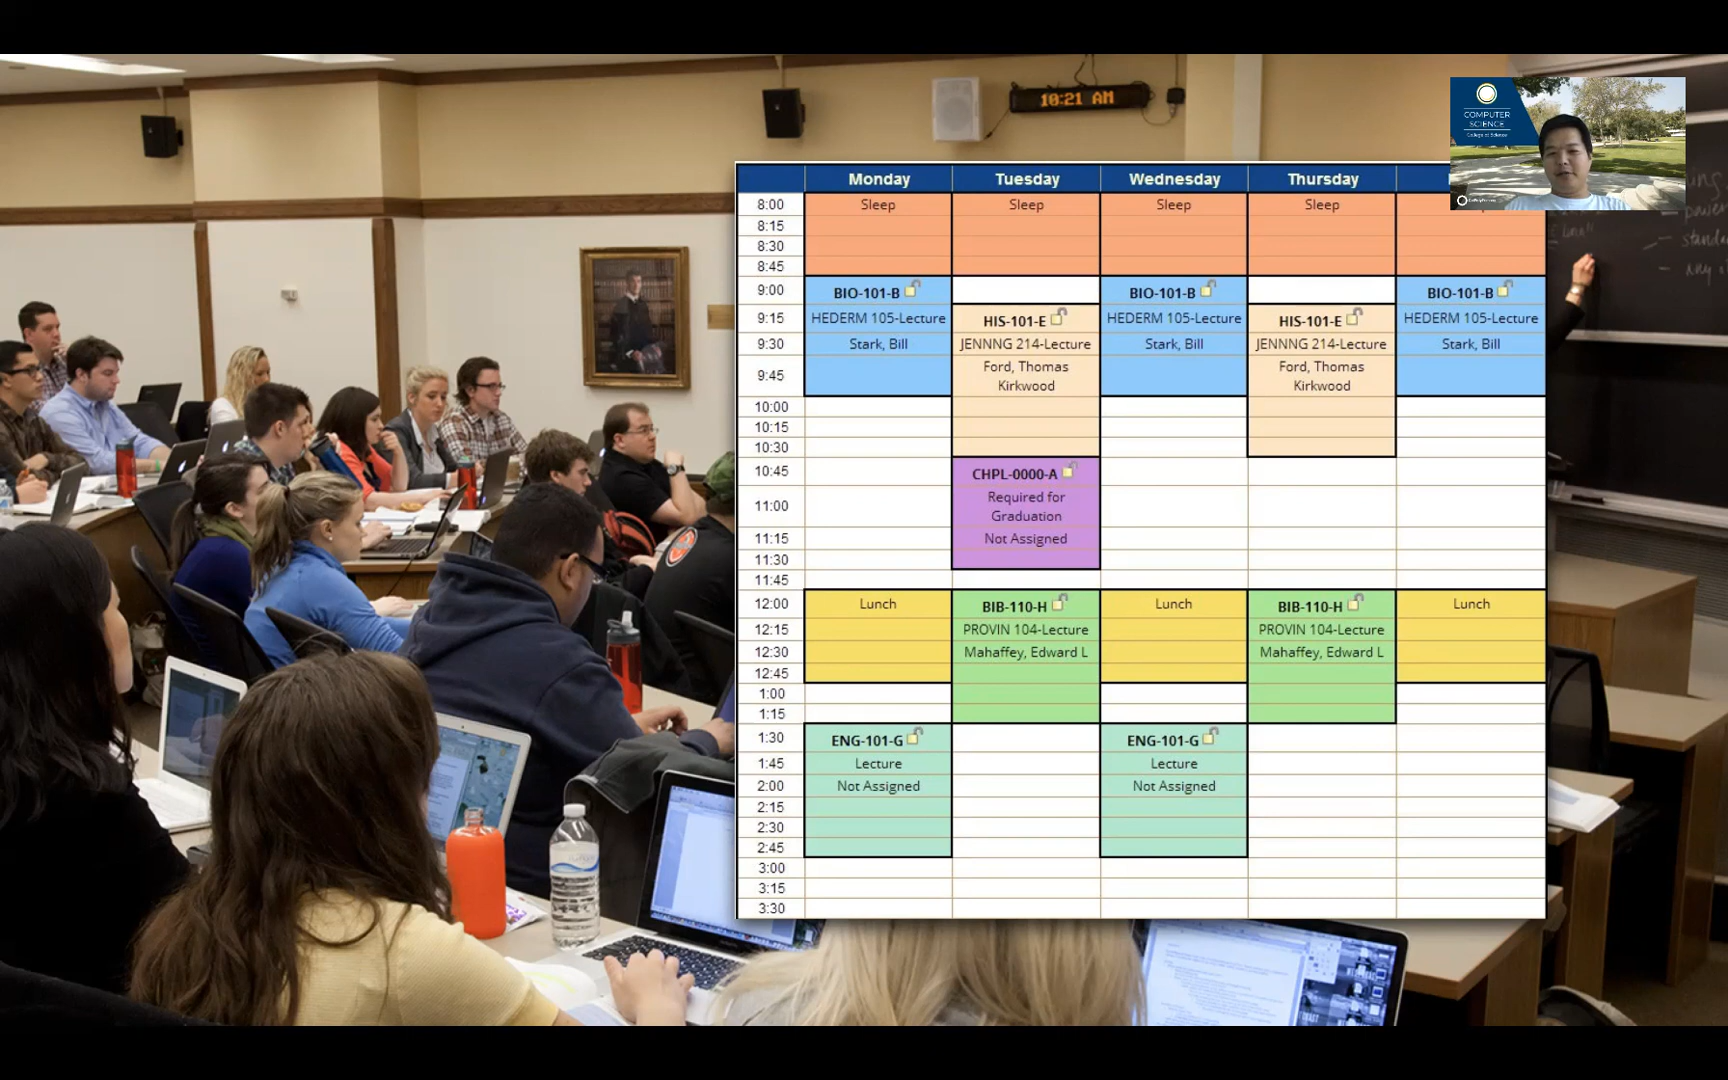 10:21 AM
COMPUTER
SCIENCE
College of Science
Monday Tuesday Wednesday Thursday
8:00 Sleep Sleep Sleep Sleep
8:15
8:30
8:45
9:00 BIO-101-B BIO-101-B BIO-101-B
9:15 HEDERM 105-Lecture HIS-101-E HEDERM 105-Lecture HIS-101-E HEDERM 105-Lecture
9:30 Stark, Bill JENNNG 214-Lecture Stark, Bill JENNNG 214-Lecture Stark, Bill
9:45 Ford, Thomas Kirkwood Ford, Thomas Kirkwood
10:00
10:15
10:30
10:45 CHPL-0000-A
11:00 Required for Graduation
11:15 Not Assigned
11:30
11:45
12:00 Lunch BIB-110-H Lunch BIB-110-H Lunch
12:15 PROVIN 104-Lecture PROVIN 104-Lecture
12:30 Mahaffey, Edward L Mahaffey, Edward L
12:45
1:00
1:15
1:30 ENG-101-G ENG-101-G
1:45 Lecture Lecture
2:00 Not Assigned Not Assigned
2:15
2:30
2:45
3:00
3:15
3:30